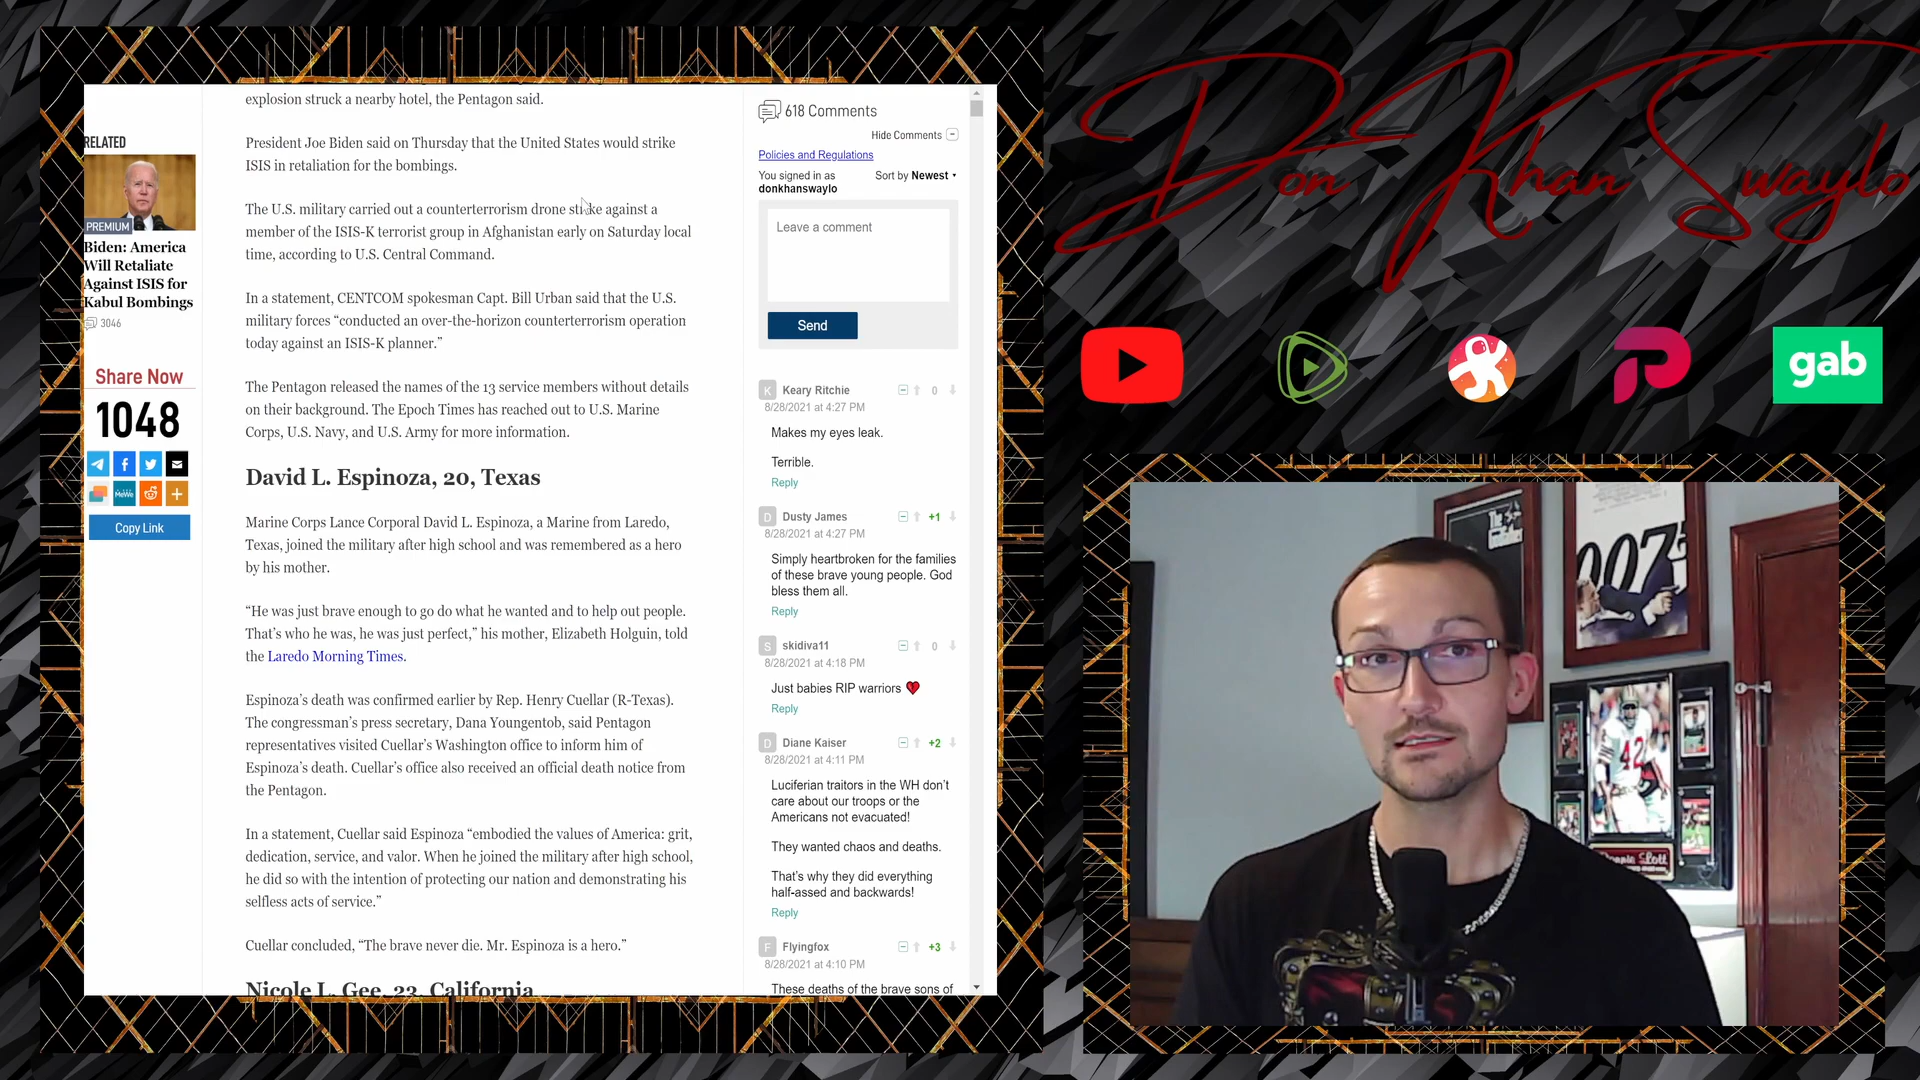 explosion struck a nearby hotel, the Pentagon said.
President Joe Biden said on Thursday that the United States would strike
ISIS in retaliation for the bombings.
The U.S. military carried out a counterterrorism drone strike against a
member of the ISIS-K terrorist group in Afghanistan early on Saturday local
time, according to U.S. Central Command.
In a statement, CENTCOM spokesman Capt. Bill Urban said that the U.S.
military forces “conducted an over-the-horizon counterterrorism operation
today against an ISIS-K planner.”
The Pentagon released the names of the 13 service members without details
on their background. The Epoch Times has reached out to U.S. Marine
Corps, U.S. Navy, and U.S. Army for more information.
David L. Espinoza, 20, Texas
Marine Corps Lance Corporal David L. Espinoza, a Marine from Laredo,
Texas, joined the military after high school and was remembered as a hero
by his mother.
“He was just brave enough to go do what he wanted and to help out people.
That’s who he was, he was just perfect,” his mother, Elizabeth Holguin, told
the Laredo Morning Times.
Espinoza’s death was confirmed earlier by Rep. Henry Cuellar (R-Texas).
The congressman’s press secretary, Dana Youngentob, said Pentagon
representatives visited Cuellar’s Washington office to inform him of
Espinoza’s death. Cuellar’s office also received an official death notice from
the Pentagon.
In a statement, Cuellar said Espinoza “embodied the values of America: grit,
dedication, service, and valor. When he joined the military after high school,
he did so with the intention of protecting our nation and demonstrating his
selfless acts of service.”
Cuellar concluded, “The brave never die. Mr. Espinoza is a hero.”
Nicole L. Gee, 23, California
RELATED
PREMIUM
Biden: America
Will Retaliate
Against ISIS for
Kabul Bombings
3046
Share Now
1048
MeWe
Copy Link
618 Comments
Hide Comments
Policies and Regulations
You signed in as
donkhanswaylo
Sort by Newest
Leave a comment
Send
K Keary Ritchie 0
8/28/2021 at 4:27 PM
Makes my eyes leak.
Terrible.
Reply
D Dusty James +1
8/28/2021 at 4:27 PM
Simply heartbroken for the families
of these brave young people. God
bless them all.
Reply
S skidiva11 0
8/28/2021 at 4:18 PM
Just babies RIP warriors 💔
Reply
D Diane Kaiser +2
8/28/2021 at 4:11 PM
Luciferian traitors in the WH don’t
care about our troops or the
Americans not evacuated!
They wanted chaos and deaths.
That’s why they did everything
half-assed and backwards!
Reply
F Flyingfox +3
8/28/2021 at 4:10 PM
These deaths of the brave sons of
Don Khan Swaylo
gab
The
Godfather
007
42
Ronnie Lott